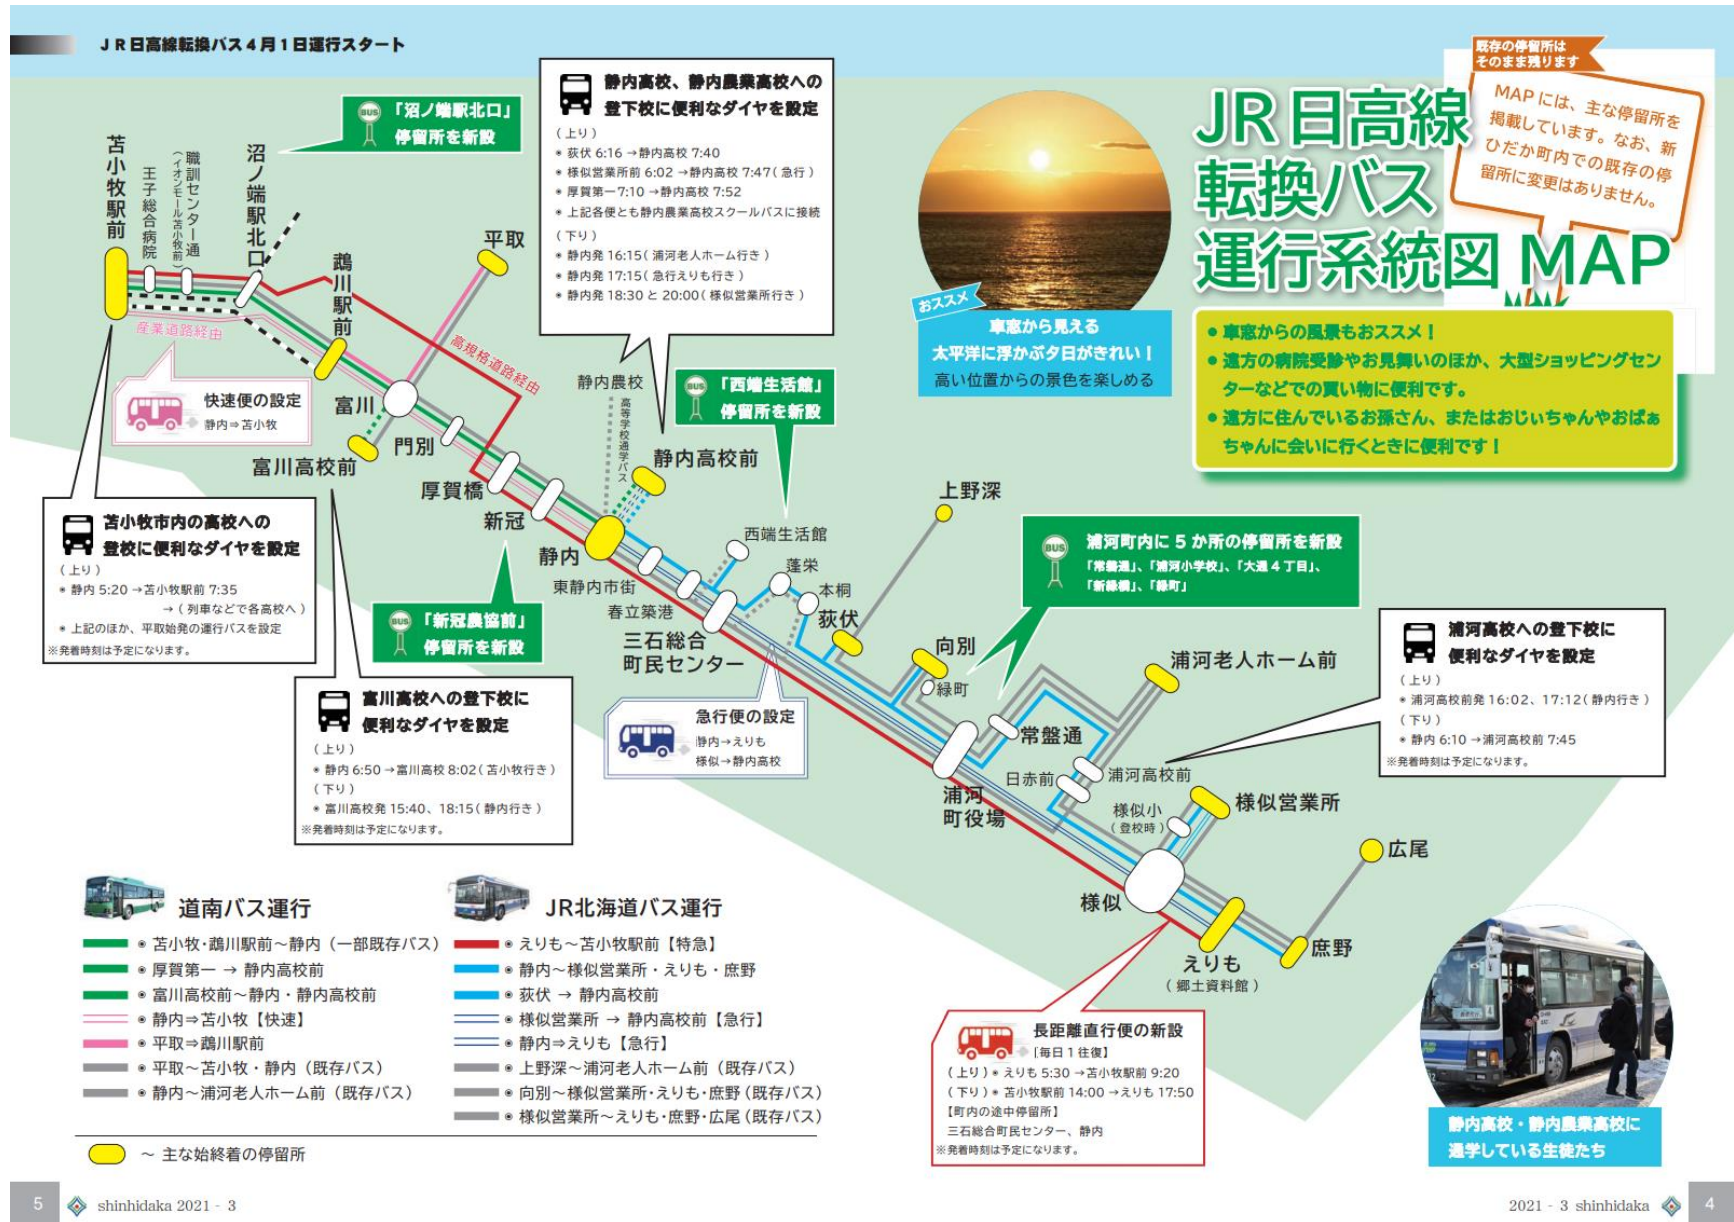 JR日高線転換バス4月1日運行スタート
JR日高線
転換バス
運行系統図 MAP
既存の停留所は
そのまま残ります
MAPには、主な停留所を
掲載しています。なお、新
ひだか町内での既存の停
留所に変更はありません。
● 車窓からの風景もおススメ！
● 遠方の病院受診やお見舞いのほか、大型ショッピングセン
ターなどでの買い物に便利です。
● 遠方に住んでいるお孫さん、またはおじぃちゃんやおばぁ
ちゃんに会いに行くときに便利です！
おススメ
車窓から見える
太平洋に浮かぶ夕日がきれい！
高い位置からの景色を楽しめる
静内高校、静内農業高校への
登下校に便利なダイヤを設定
（上り）
＊ 荻伏 6:16 →静内高校 7:40
＊ 様似営業所前 6:02 →静内高校 7:47（急行）
＊ 厚賀第一7:10 →静内高校 7:52
＊ 上記各便とも静内農業高校スクールバスに接続
（下り）
＊ 静内発 16:15（浦河老人ホーム行き）
＊ 静内発 17:15（急行えりも行き）
＊ 静内発 18:30 と 20:00（様似営業所行き）
BUS
「沼ノ端駅北口」
停留所を新設
苫小牧駅前
王子総合病院
職訓センター通
（イオンモール苫小牧前）
沼ノ端駅北口
鵡川駅前
平取
産業道路経由
高規格道路経由
快速便の設定
静内⇒苫小牧
富川
富川高校前
門別
厚賀橋
新冠
静内
静内農校
高等学校通学バス
静内高校前
BUS
「西端生活館」
停留所を新設
西端生活館
東静内市街
春立築港
蓬栄
本桐
荻伏
三石総合
町民センター
上野深
向別
緑町
BUS
浦河町内に 5 か所の停留所を新設
「常盤通」、「浦河小学校」、「大通4丁目」、
「新緑橋」、「緑町」
浦河老人ホーム前
常盤通
日赤前
浦河高校前
浦河
町役場
様似小
（登校時）
様似営業所
様似
広尾
えりも
（郷土資料館）
庶野
苫小牧市内の高校への
登校に便利なダイヤを設定
（上り）
＊ 静内 5:20 →苫小牧駅前 7:35
→（列車などで各高校へ）
＊ 上記のほか、平取始発の運行バスを設定
※発着時刻は予定になります。
BUS
「新冠農協前」
停留所を新設
富川高校への登下校に
便利なダイヤを設定
（上り）
＊ 静内 6:50 →富川高校 8:02（苫小牧行き）
（下り）
＊ 富川高校発 15:40、18:15（静内行き）
※発着時刻は予定になります。
急行便の設定
静内→えりも
様似→静内高校
浦河高校への登下校に
便利なダイヤを設定
（上り）
＊ 浦河高校前発 16:02、17:12（静内行き）
（下り）
＊ 静内 6:10 →浦河高校前 7:45
※発着時刻は予定になります。
長距離直行便の新設
［毎日1往復］
（上り）＊ えりも 5:30 →苫小牧駅前 9:20
（下り）＊ 苫小牧駅前 14:00 →えりも 17:50
【町内の途中停留所】
三石総合町民センター、静内
※発着時刻は予定になります。
道南バス運行
◉ 苫小牧・鵡川駅前～静内（一部既存バス）
◉ 厚賀第一 → 静内高校前
◉ 富川高校前～静内・静内高校前
◉ 静内⇒苫小牧【快速】
◉ 平取⇒鵡川駅前
◉ 平取～苫小牧・静内（既存バス）
◉ 静内～浦河老人ホーム前（既存バス）
JR北海道バス運行
◉ えりも～苫小牧駅前【特急】
◉ 静内～様似営業所・えりも・庶野
◉ 荻伏 → 静内高校前
◉ 様似営業所 → 静内高校前【急行】
◉ 静内⇒えりも【急行】
◉ 上野深～浦河老人ホーム前（既存バス）
◉ 向別～様似営業所・えりも・庶野（既存バス）
◉ 様似営業所～えりも・庶野・広尾（既存バス）
～ 主な始終着の停留所
静内高校・静内農業高校に
通学している生徒たち
5 shinhidaka 2021 - 3
2021 - 3 shinhidaka 4